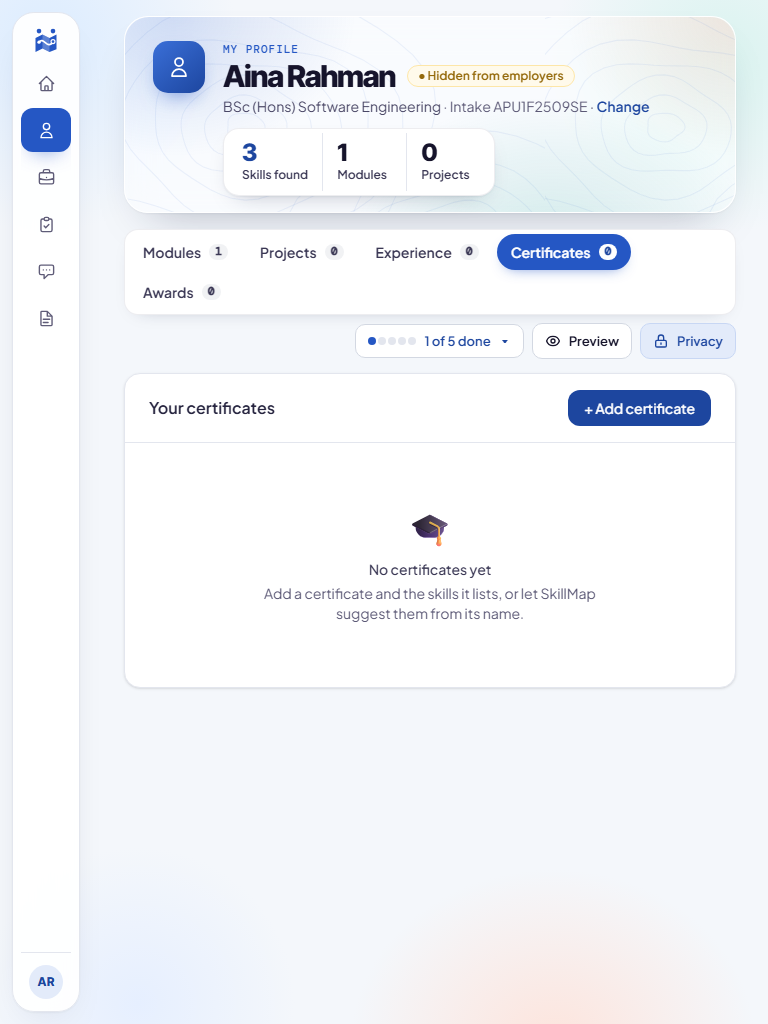 MY PROFILE
Aina Rahman
● Hidden from employers
BSc (Hons) Software Engineering · Intake APU1F2509SE · Change
3
Skills found
1
Modules
0
Projects
Modules 1
Projects 0
Experience 0
Certificates 0
Awards 0
1 of 5 done
Preview
Privacy
Your certificates
+ Add certificate
No certificates yet
Add a certificate and the skills it lists, or let SkillMap
suggest them from its name.
AR